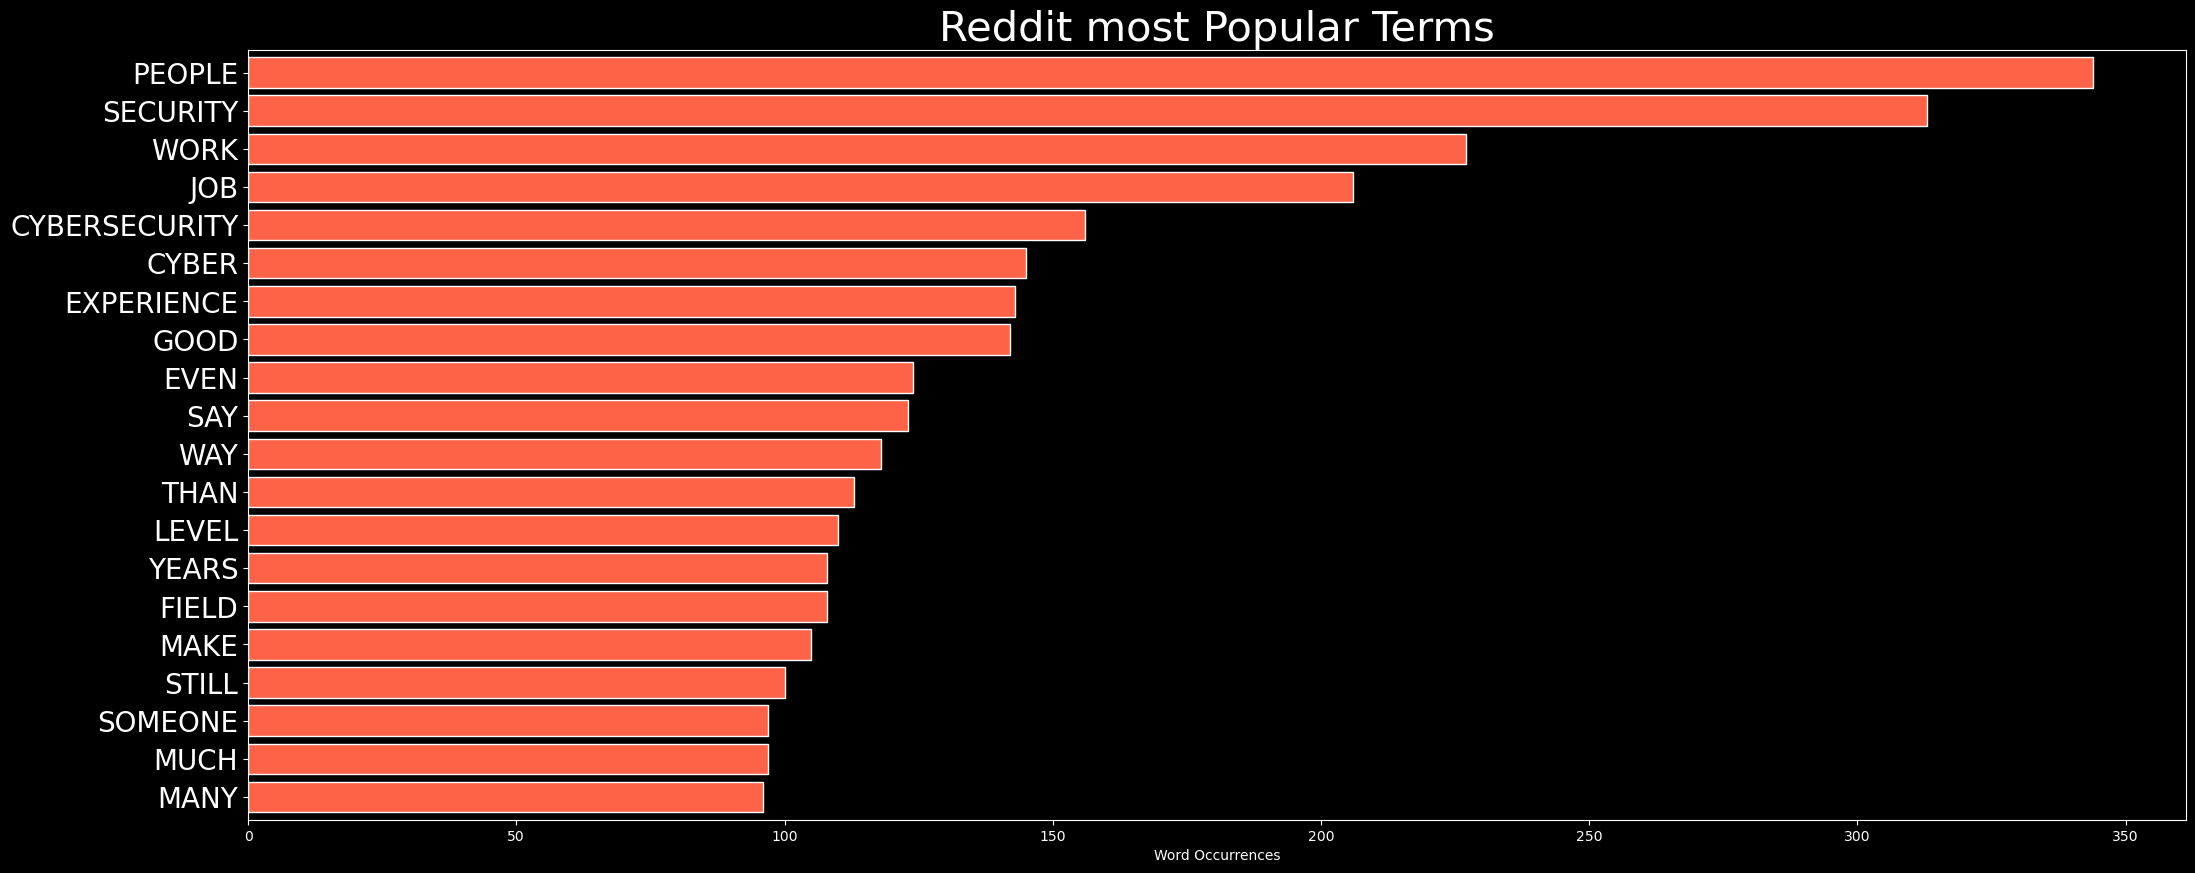 Reddit most Popular Terms
PEOPLE
SECURITY
WORK
JOB
CYBERSECURITY
CYBER
EXPERIENCE
GOOD
EVEN
SAY
WAY
THAN
LEVEL
YEARS
FIELD
MAKE
STILL
SOMEONE
MUCH
MANY
0 50 100 150 200 250 300 350
Word Occurrences